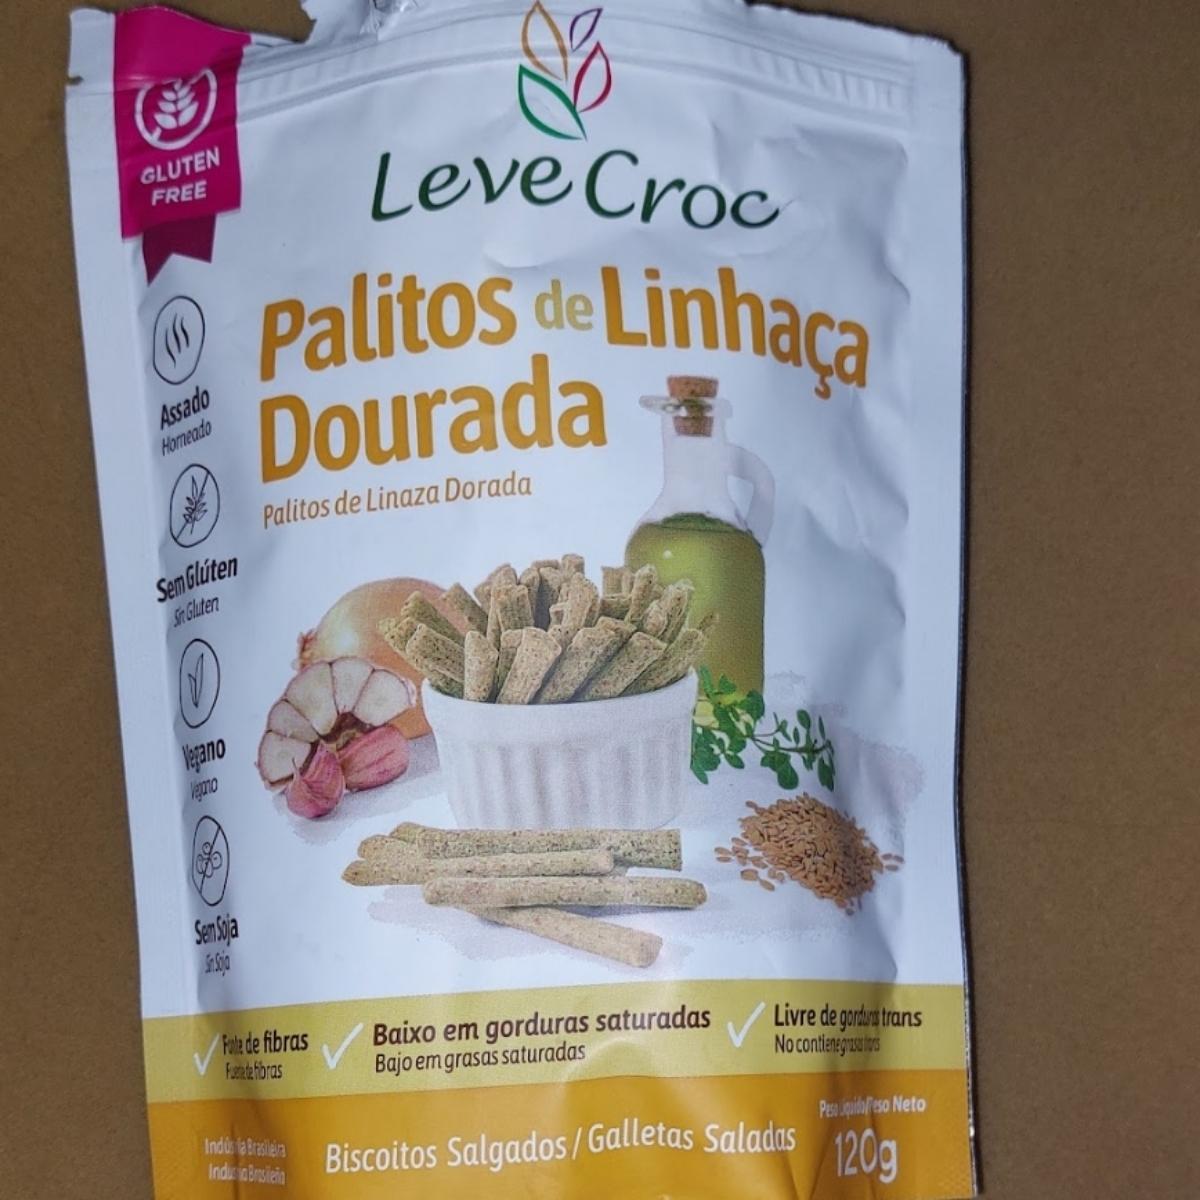 GLUTEN
FREE
Leve Croc
Palitos de Linhaça
Dourada
Palitos de Linaza Dorada
Assado
Horneado
Sem Glúten
Sin Gluten
Vegano
Vegano
Sem Soja
Sin Soja
Fonte de fibras
Fuente de fibras
Baixo em gorduras saturadas
Bajo em grasas saturadas
Livre de gorduras trans
No contiene grasas trans
Peso Líquido/Peso Neto
120g
Indústria Brasileira
Industria Brasileña
Biscoitos Salgados / Galletas Saladas